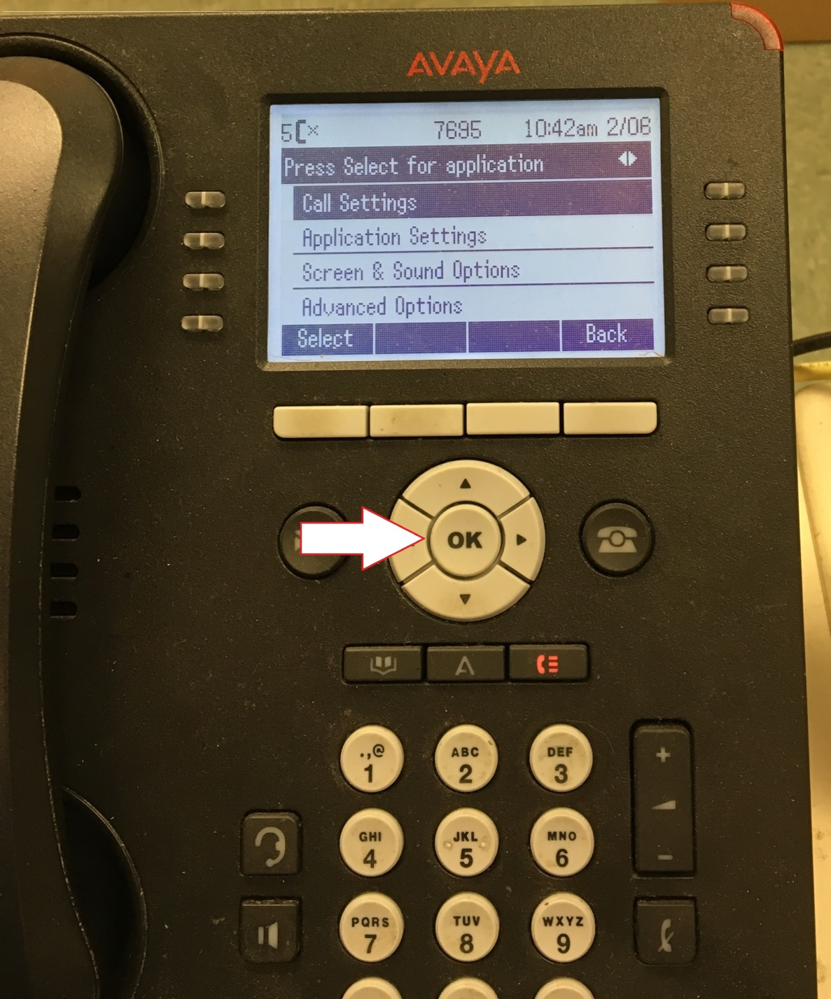 AVAYA
5 7695 10:42am 2/06
Press Select for application
Call Settings
Application Settings
Screen & Sound Options
Advanced Options
Select Back
OK
.,@ ABC DEF
1 2 3
+
GHI JKL MNO
4 5 6
-
PQRS TUV WXYZ
7 8 9